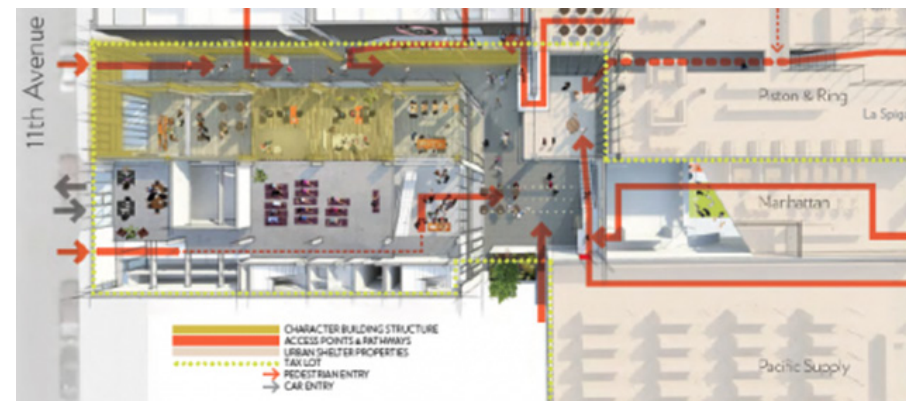 11th Avenue
Piston & Ring
La Spiga
Manhattan
CHARACTER BUILDING STRUCTURE
ACCESS POINTS & PATHWAYS
URBAN SHELTER PROPERTIES
TAX LOT
PEDESTRIAN ENTRY
CAR ENTRY
Pacific Supply